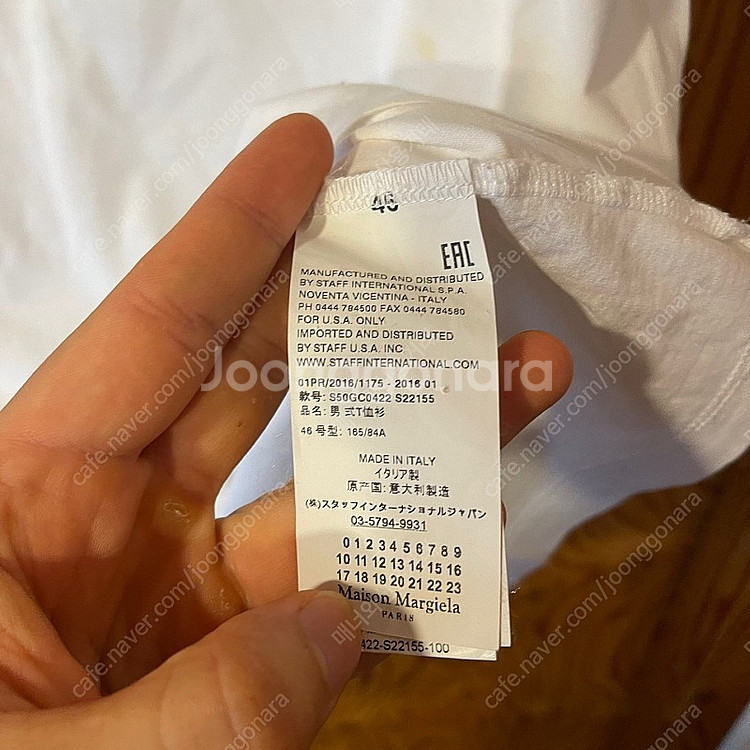 46
EAC
MANUFACTURED AND DISTRIBUTED
BY STAFF INTERNATIONAL S.P.A.
NOVENTA VICENTINA - ITALY
PH 0444 784500 FAX 0444 784580
FOR U.S.A. ONLY
IMPORTED AND DISTRIBUTED
BY STAFF U.S.A. INC.
WWW.STAFFINTERNATIONAL.COM
Joonggonara
01PR/2016/1175 - 2016 01
款号: S50GC0422 S22155
品名: 男 式T恤衫
46 号型: 165/84A
MADE IN ITALY
イタリア製
原产国: 意大利製造
(株)スタッフインターナショナルジャパン
03-5794-9931
0 1 2 3 4 5 6 7 8 9
10 11 12 13 14 15 16
17 18 19 20 21 22 23
Maison Margiela
PARIS
422-S22155-100
cafe.naver.com/joonggonara